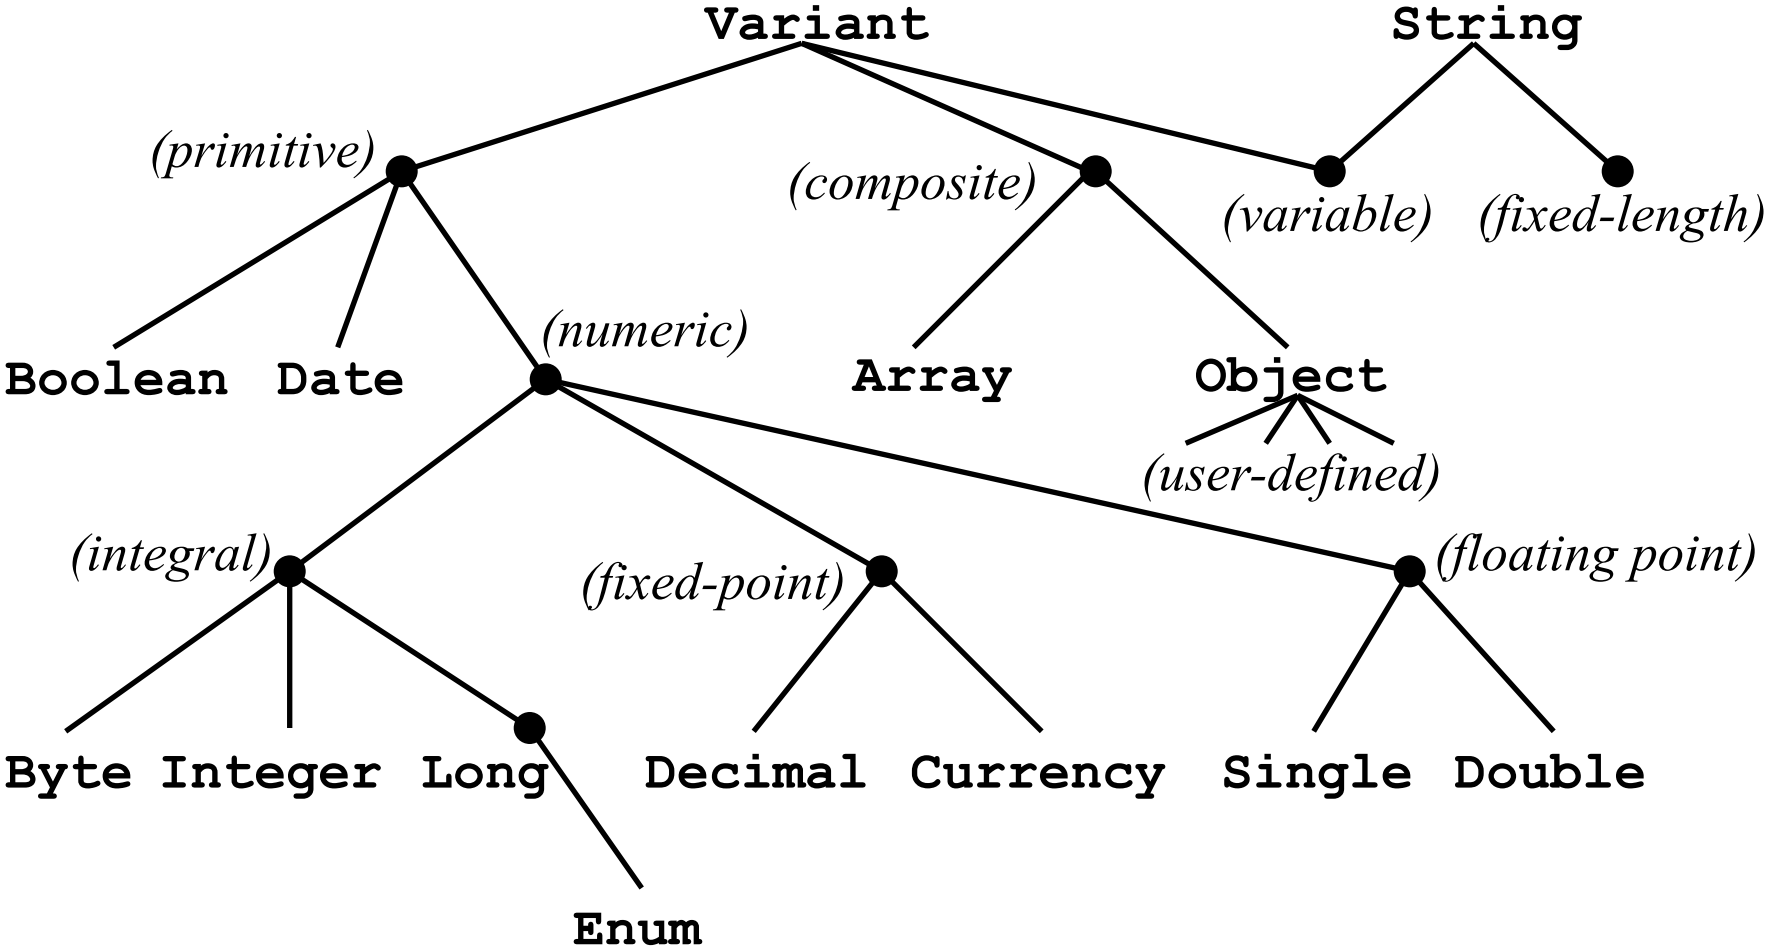 Variant String
(primitive)
(composite)
(variable) (fixed-length)
(numeric)
Boolean Date Array Object
(user-defined)
(integral) (fixed-point) (floating point)
Byte Integer Long Decimal Currency Single Double
Enum